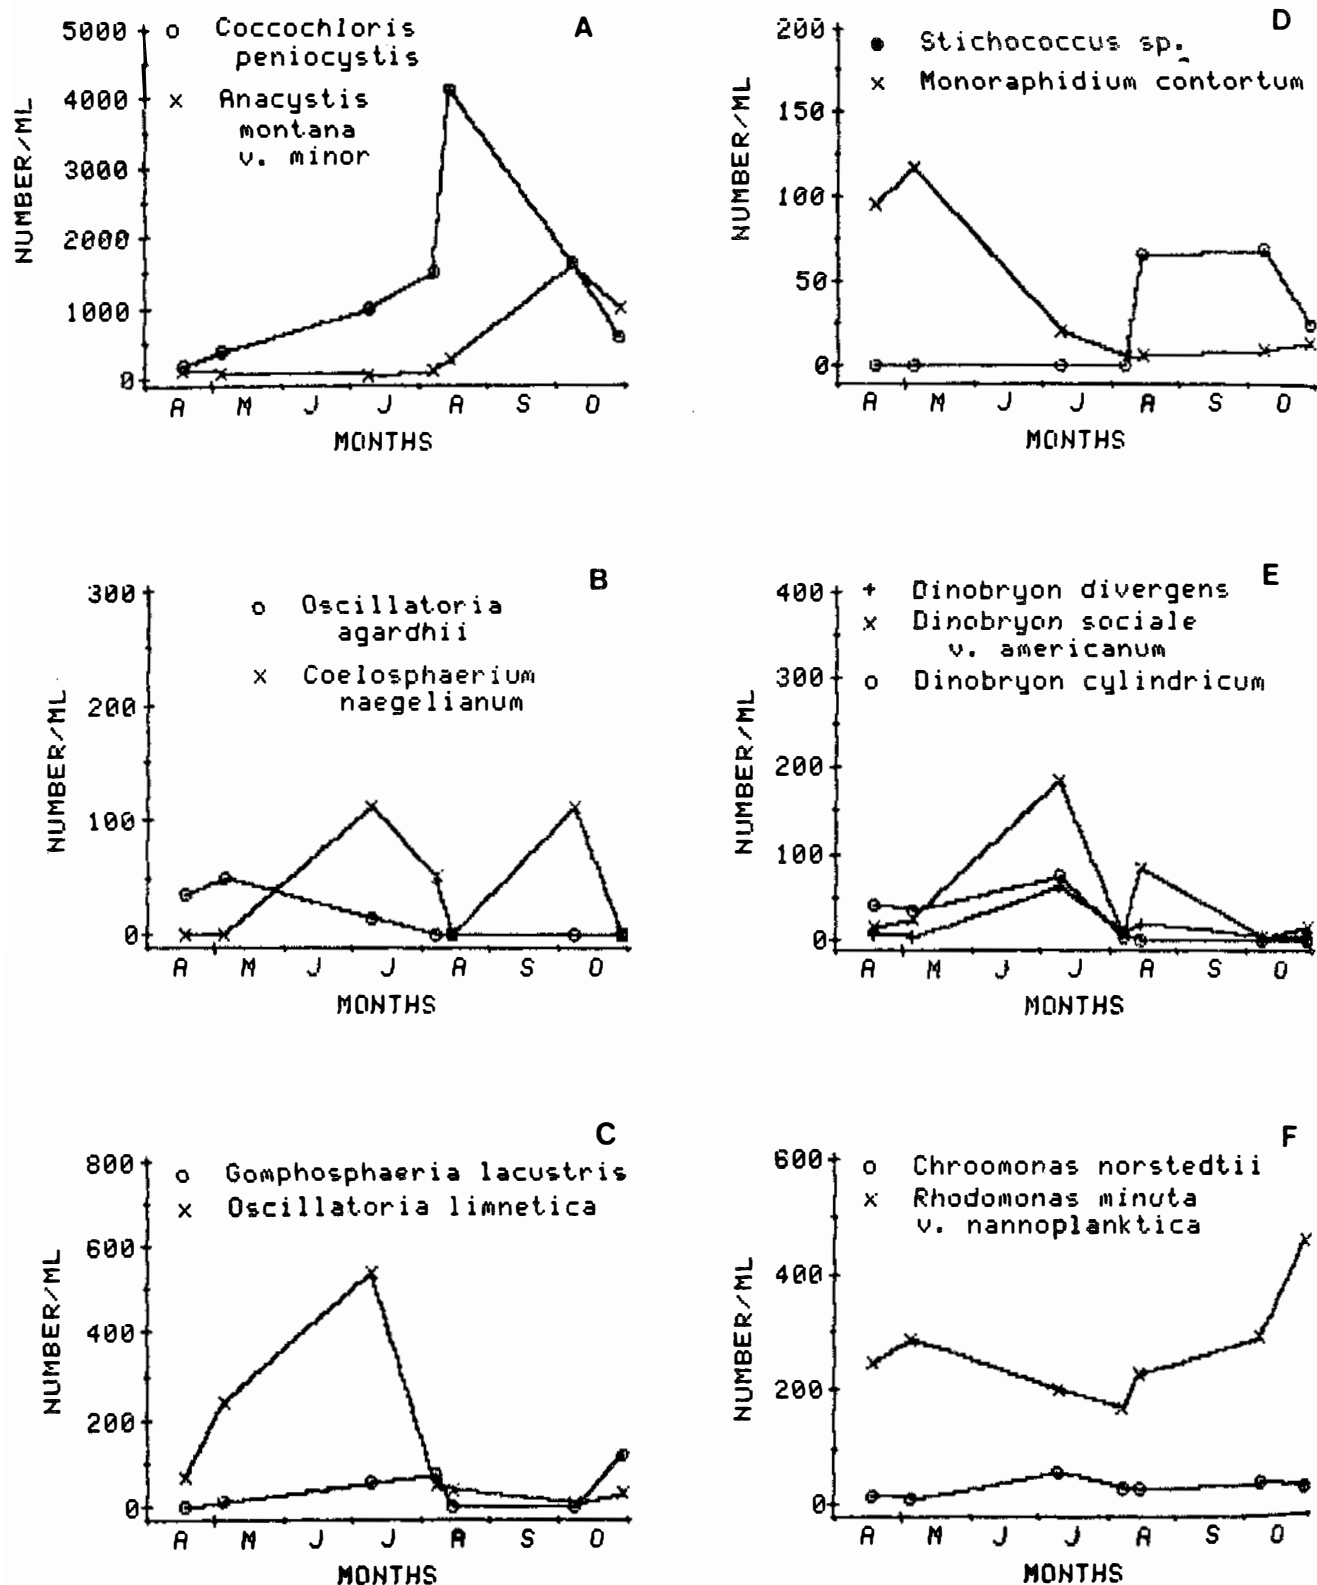 A
5000
4000
3000
2000
1000
0
NUMBER/ML
Coccochloris
peniocystis
Anacystis
montana
v. minor
A M J J A S O
MONTHS
D
200
150
100
50
0
NUMBER/ML
Stichococcus sp.
Monoraphidium contortum
A M J J A S O
MONTHS
B
300
200
100
0
NUMBER/ML
Oscillatoria
agardhii
Coelosphaerium
naegelianum
A M J J A S O
MONTHS
E
400
300
200
100
0
NUMBER/ML
Dinobryon divergens
Dinobryon sociale
v. americanum
Dinobryon cylindricum
A M J J A S O
MONTHS
C
800
600
400
200
0
NUMBER/ML
Gomphosphaeria lacustris
Oscillatoria limnetica
A M J J A S O
MONTHS
F
600
400
200
0
NUMBER/ML
Chroomonas norstedtii
Rhodomonas minuta
v. nannoplanktica
A M J J A S O
MONTHS